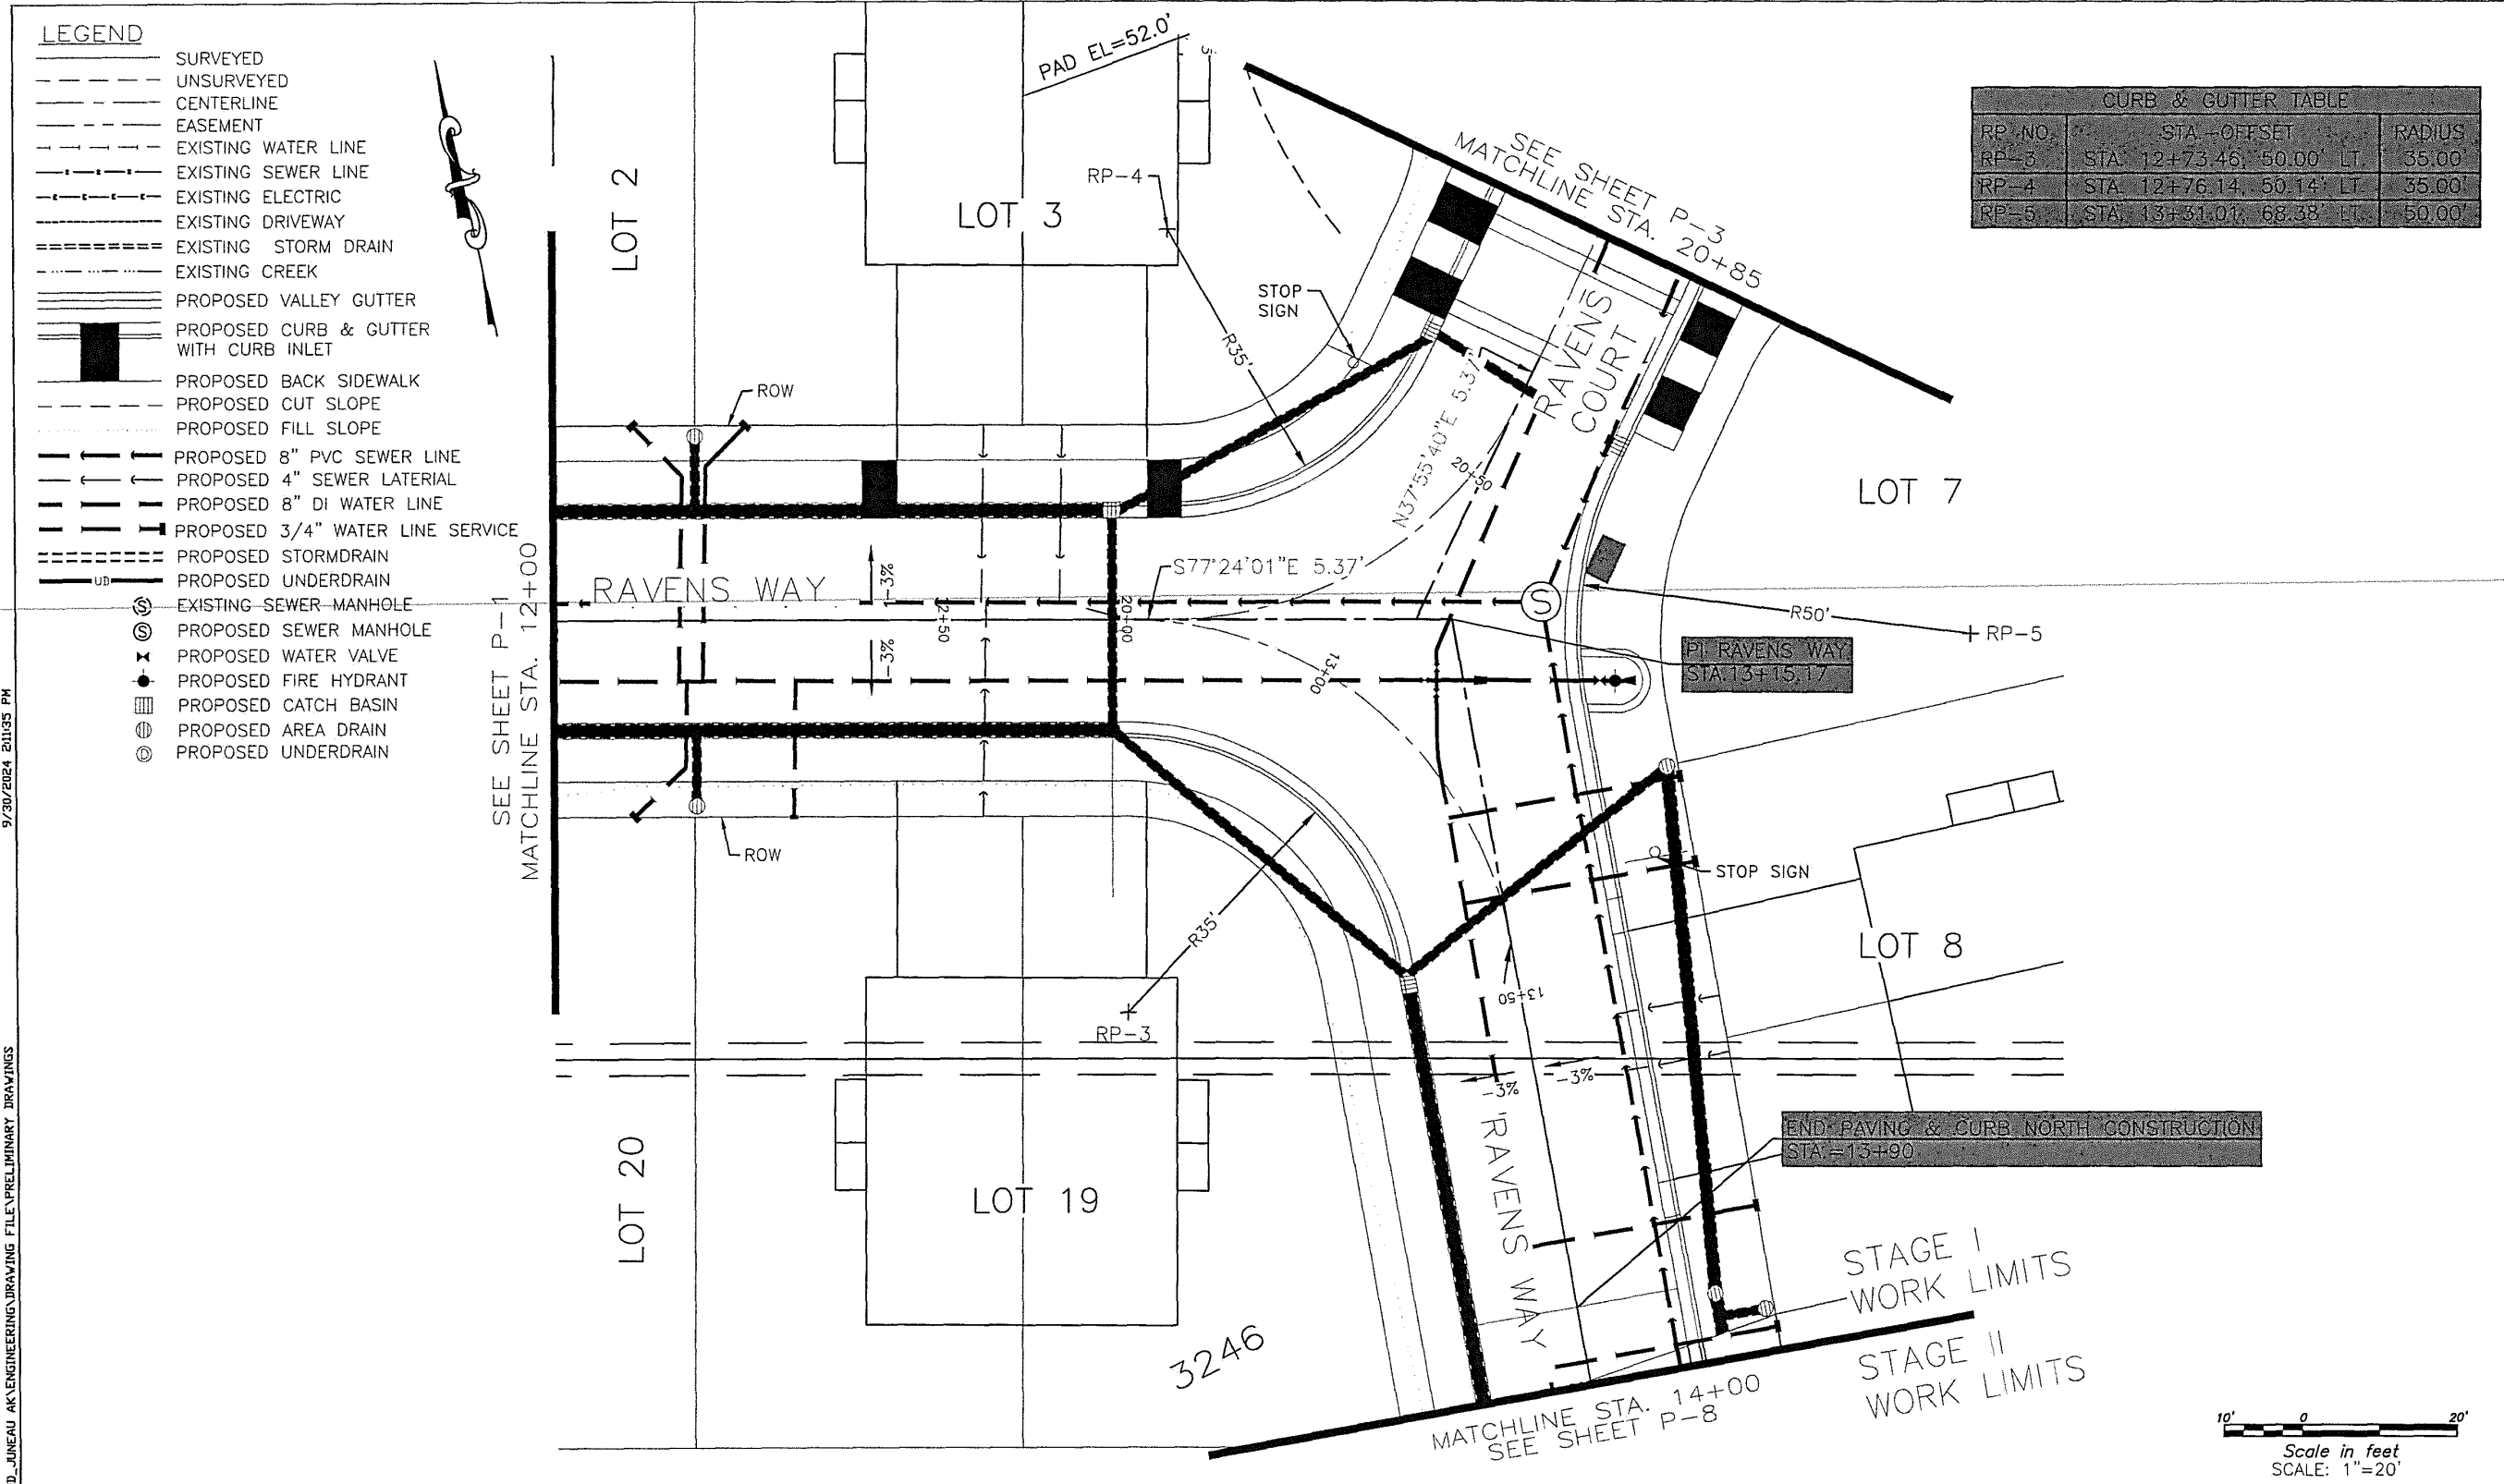 LEGEND
SURVEYED
UNSURVEYED
CENTERLINE
EASEMENT
EXISTING WATER LINE
EXISTING SEWER LINE
EXISTING ELECTRIC
EXISTING DRIVEWAY
EXISTING STORM DRAIN
EXISTING CREEK
PROPOSED VALLEY GUTTER
PROPOSED CURB & GUTTER
WITH CURB INLET
PROPOSED BACK SIDEWALK
PROPOSED CUT SLOPE
PROPOSED FILL SLOPE
PROPOSED 8" PVC SEWER LINE
PROPOSED 4" SEWER LATERIAL
PROPOSED 8" DI WATER LINE
PROPOSED 3/4" WATER LINE SERVICE
PROPOSED STORMDRAIN
UD PROPOSED UNDERDRAIN
S EXISTING SEWER MANHOLE
S PROPOSED SEWER MANHOLE
PROPOSED WATER VALVE
PROPOSED FIRE HYDRANT
PROPOSED CATCH BASIN
PROPOSED AREA DRAIN
D PROPOSED UNDERDRAIN
CURB & GUTTER TABLE
RP NO. STA.-OFFSET RADIUS
RP-3 STA. 12+73.46, 50.00' LT. 35.00'
RP-4 STA. 12+76.14, 50.14' LT. 35.00'
RP-5 STA. 13+31.01, 68.38' LT. 50.00'
PAD EL=52.0'
LOT 2
LOT 3
RP-4
R35'
STOP
SIGN
SEE SHEET P-3
MATCHLINE STA. 20+85
RAVENS
COURT
N37°55'40"E 5.37'
20+50
LOT 7
ROW
SEE SHEET P-1
MATCHLINE STA. 12+00
RAVENS WAY
-3%
-3%
12+50
20+00
S77°24'01"E 5.37'
S
R50'
RP-5
PI RAVENS WAY
STA.13+15.17
13+00
ROW
STOP SIGN
R35'
RP-3
LOT 8
13+50
-3%
-3%
RAVENS WAY
END PAVING & CURB NORTH CONSTRUCTION
STA.=13+90
LOT 20
LOT 19
3246
STAGE I
WORK LIMITS
STAGE II
WORK LIMITS
MATCHLINE STA. 14+00
SEE SHEET P-8
10' 0 20'
Scale in feet
SCALE: 1"=20'
9/30/2024 2:11:35 PM
D_JUNEAU AK\ENGINEERING\DRAWING FILE\PRELIMINARY DRAWINGS